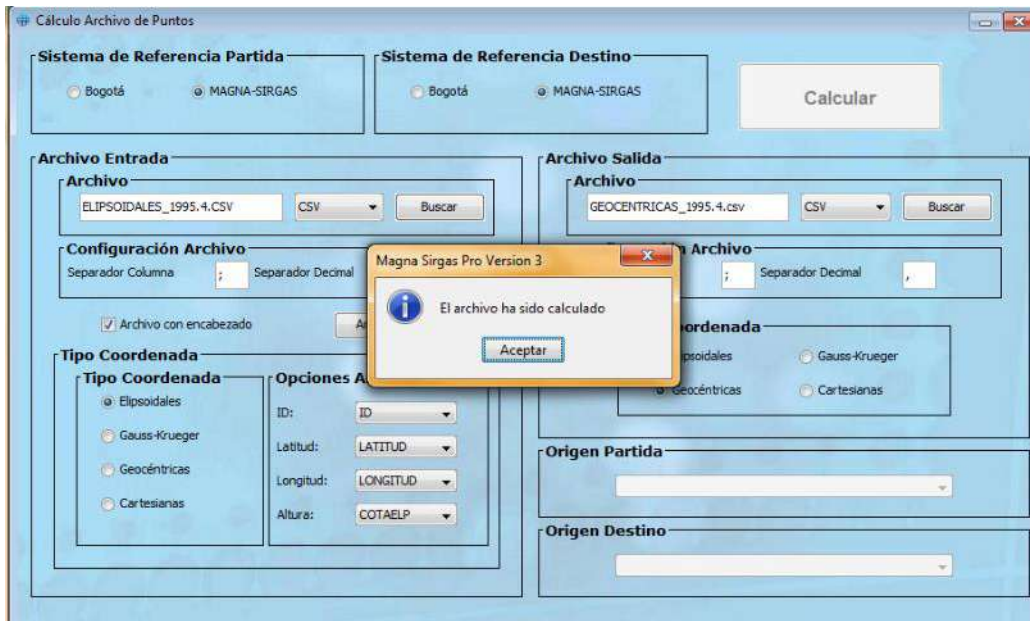 Cálculo Archivo de Puntos
Sistema de Referencia Partida
Bogotá
MAGNA-SIRGAS
Sistema de Referencia Destino
Bogotá
MAGNA-SIRGAS
Calcular
Archivo Entrada
Archivo
ELIPSOIDALES_1995.4.CSV
CSV
Buscar
Configuración Archivo
Separador Columna
;
Separador Decimal
Archivo con encabezado
Tipo Coordenada
Tipo Coordenada
Elipsoidales
Gauss-Krueger
Geocéntricas
Cartesianas
Opciones A
ID:
ID
Latitud:
LATITUD
Longitud:
LONGITUD
Altura:
COTAELP
Magna Sirgas Pro Version 3
El archivo ha sido calculado
Aceptar
Archivo Salida
Archivo
GEOCENTRICAS_1995.4.csv
CSV
Buscar
Archivo
;
Separador Decimal
,
oordenada
ipsoidales
Gauss-Krueger
Geocéntricas
Cartesianas
Origen Partida
Origen Destino